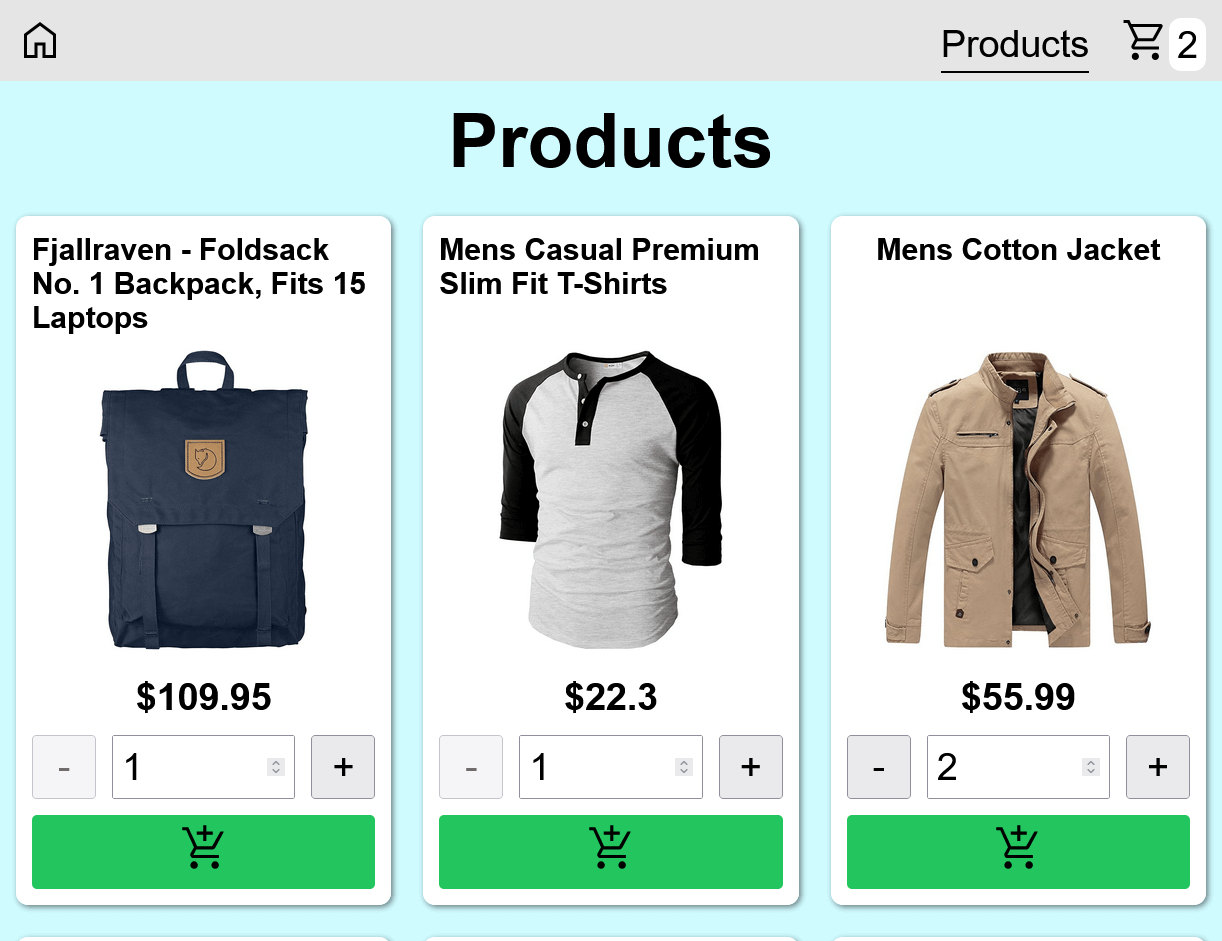 Products
2
Products
Fjallraven - Foldsack
No. 1 Backpack, Fits 15
Laptops
$109.95
- 1 +
Mens Casual Premium
Slim Fit T-Shirts
$22.3
- 1 +
Mens Cotton Jacket
$55.99
- 2 +